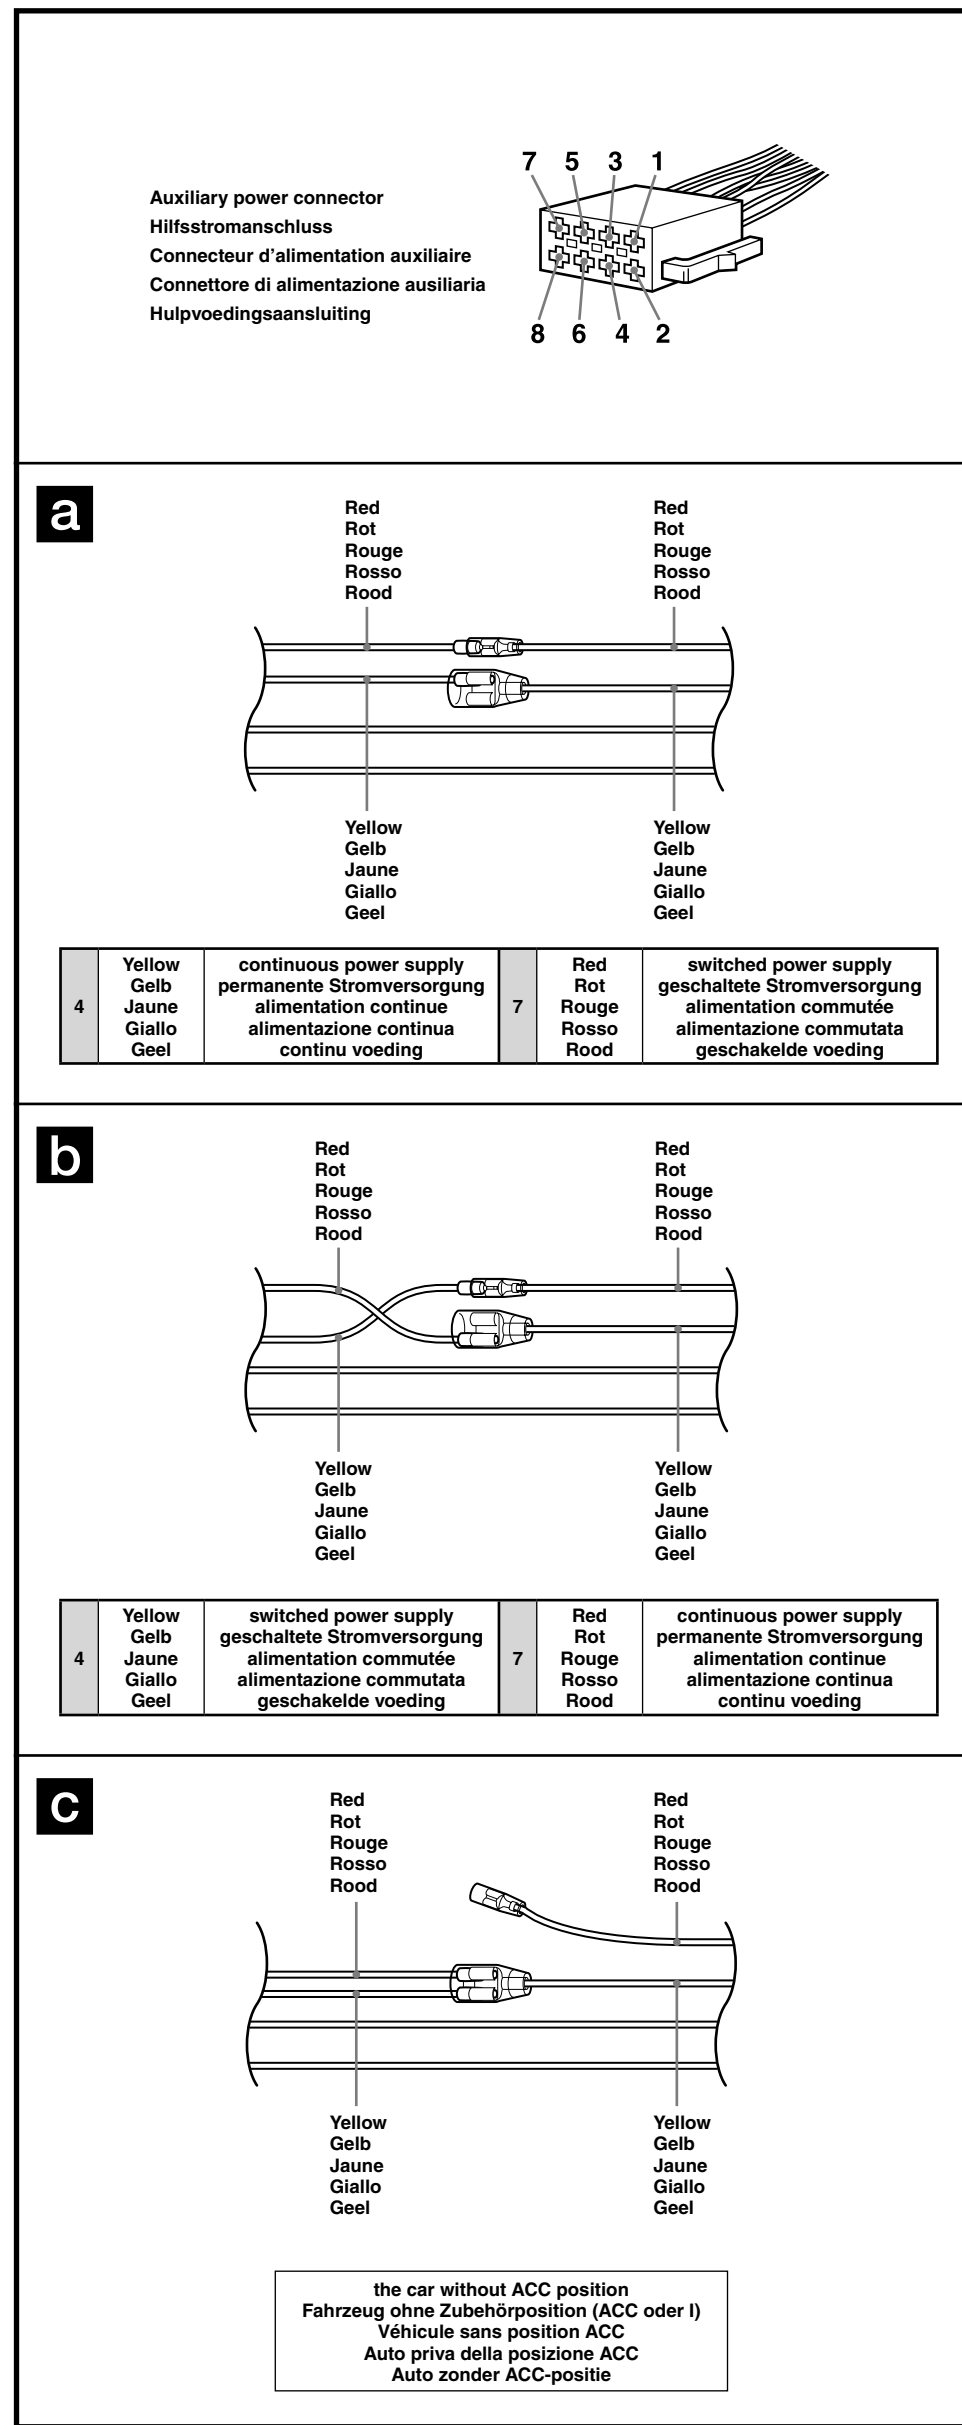 7 5 3 1
Auxiliary power connector
Hilfsstromanschluss
Connecteur d'alimentation auxiliaire
Connettore di alimentazione ausiliaria
Hulpvoedingsaansluiting
8 6 4 2
a
Red
Rot
Rouge
Rosso
Rood
Red
Rot
Rouge
Rosso
Rood
Yellow
Gelb
Jaune
Giallo
Geel
Yellow
Gelb
Jaune
Giallo
Geel
4
Yellow
Gelb
Jaune
Giallo
Geel
continuous power supply
permanente Stromversorgung
alimentation continue
alimentazione continua
continu voeding
7
Red
Rot
Rouge
Rosso
Rood
switched power supply
geschaltete Stromversorgung
alimentation commutée
alimentazione commutata
geschakelde voeding
b
Red
Rot
Rouge
Rosso
Rood
Red
Rot
Rouge
Rosso
Rood
Yellow
Gelb
Jaune
Giallo
Geel
Yellow
Gelb
Jaune
Giallo
Geel
4
Yellow
Gelb
Jaune
Giallo
Geel
switched power supply
geschaltete Stromversorgung
alimentation commutée
alimentazione commutata
geschakelde voeding
7
Red
Rot
Rouge
Rosso
Rood
continuous power supply
permanente Stromversorgung
alimentation continue
alimentazione continua
continu voeding
c
Red
Rot
Rouge
Rosso
Rood
Red
Rot
Rouge
Rosso
Rood
Yellow
Gelb
Jaune
Giallo
Geel
Yellow
Gelb
Jaune
Giallo
Geel
the car without ACC position
Fahrzeug ohne Zubehörposition (ACC oder I)
Véhicule sans position ACC
Auto priva della posizione ACC
Auto zonder ACC-positie